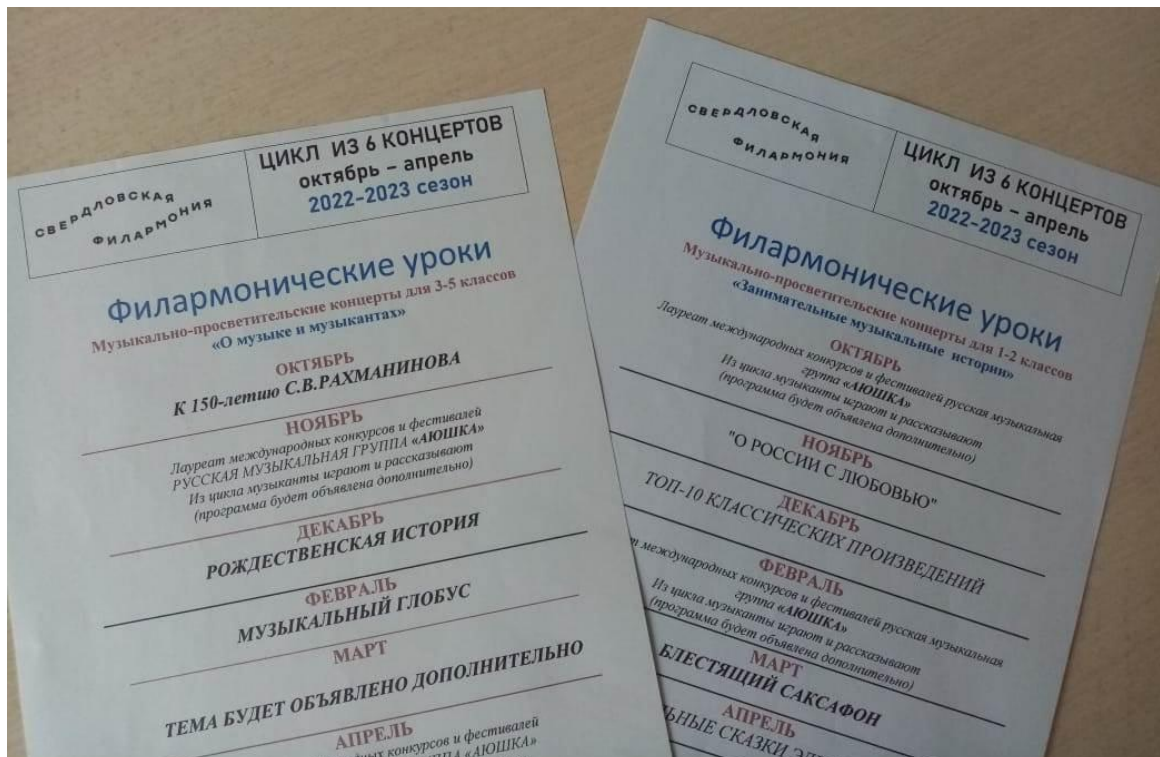 СВЕРДЛОВСКАЯ
ФИЛАРМОНИЯ
ЦИКЛ ИЗ 6 КОНЦЕРТОВ
октябрь – апрель
2022-2023 сезон
Филармонические уроки
Музыкально-просветительские концерты для 3-5 классов
«О музыке и музыкантах»
ОКТЯБРЬ
К 150-летию С.В.РАХМАНИНОВА
НОЯБРЬ
Лауреат международных конкурсов и фестивалей
РУССКАЯ МУЗЫКАЛЬНАЯ ГРУППА «АЮШКА»
Из цикла музыканты играют и рассказывают
(программа будет объявлена дополнительно)
ДЕКАБРЬ
РОЖДЕСТВЕНСКАЯ ИСТОРИЯ
ФЕВРАЛЬ
МУЗЫКАЛЬНЫЙ ГЛОБУС
МАРТ
ТЕМА БУДЕТ ОБЪЯВЛЕНО ДОПОЛНИТЕЛЬНО
АПРЕЛЬ
конкурсов и фестивалей
«АЮШКА»
СВЕРДЛОВСКАЯ
ФИЛАРМОНИЯ
ЦИКЛ ИЗ 6 КОНЦЕРТОВ
октябрь – апрель
2022-2023 сезон
Филармонические уроки
Музыкально-просветительские концерты для 1-2 классов
«Занимательные музыкальные истории»
ОКТЯБРЬ
Лауреат международных конкурсов и фестивалей русская музыкальная
группа «АЮШКА»
Из цикла музыканты играют и рассказывают
(программа будет объявлена дополнительно)
НОЯБРЬ
"О РОССИИ С ЛЮБОВЬЮ"
ДЕКАБРЬ
ТОП-10 КЛАССИЧЕСКИХ ПРОИЗВЕДЕНИЙ
ФЕВРАЛЬ
международных конкурсов и фестивалей русская музыкальная
группа «АЮШКА»
Из цикла музыканты играют и рассказывают
(программа будет объявлена дополнительно)
МАРТ
БЛЕСТЯЩИЙ САКСАФОН
АПРЕЛЬ
СКАЗКИ